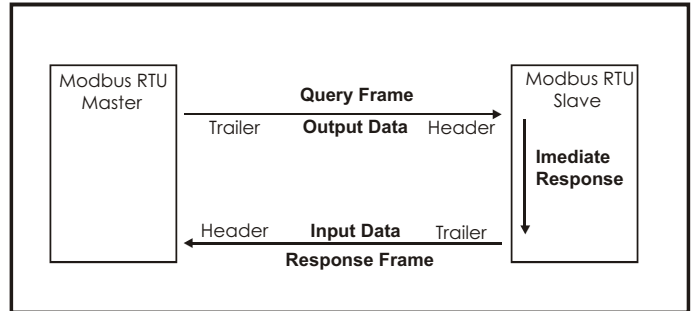 Modbus RTU
Master
Query Frame
Trailer Output Data Header
Modbus RTU
Slave
Imediate
Response
Header Input Data Trailer
Response Frame